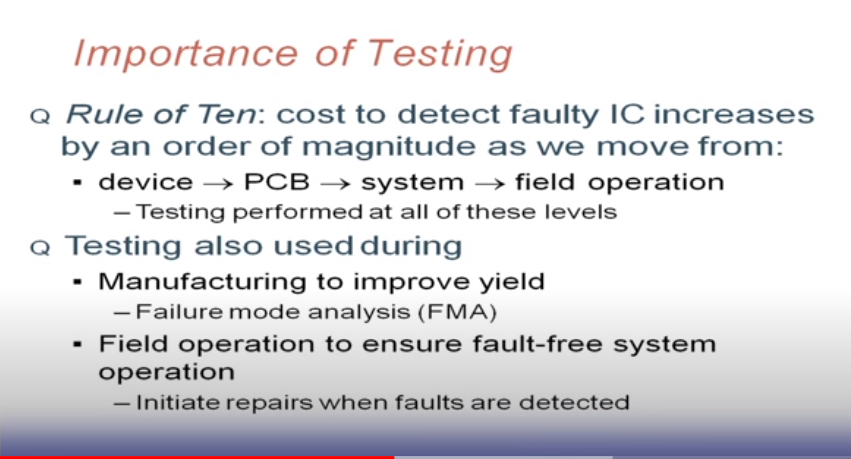 Importance of Testing
Q Rule of Ten: cost to detect faulty IC increases
by an order of magnitude as we move from:
▪ device → PCB → system → field operation
– Testing performed at all of these levels
Q Testing also used during
▪ Manufacturing to improve yield
– Failure mode analysis (FMA)
▪ Field operation to ensure fault-free system
operation
– Initiate repairs when faults are detected